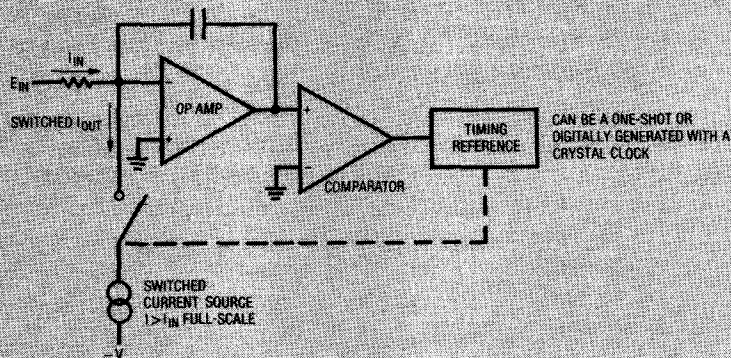 I_IN
E_IN
SWITCHED I_OUT
−
+
OP AMP
+
−
COMPARATOR
TIMING
REFERENCE
CAN BE A ONE-SHOT OR
DIGITALLY GENERATED WITH A
CRYSTAL CLOCK
SWITCHED
CURRENT SOURCE
I > I_IN FULL-SCALE
−V